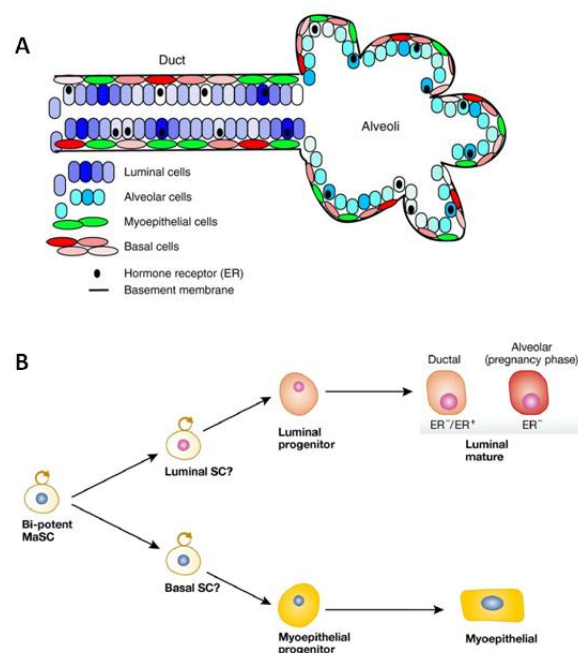 A
Duct
Alveoli
Luminal cells
Alveolar cells
Myoepithelial cells
Basal cells
Hormone receptor (ER)
Basement membrane
B
Ductal
Alveolar
(pregnancy phase)
ER⁻/ER⁺
ER⁻
Luminal
progenitor
Luminal
mature
Luminal SC?
Bi-potent
MaSC
Basal SC?
Myoepithelial
progenitor
Myoepithelial